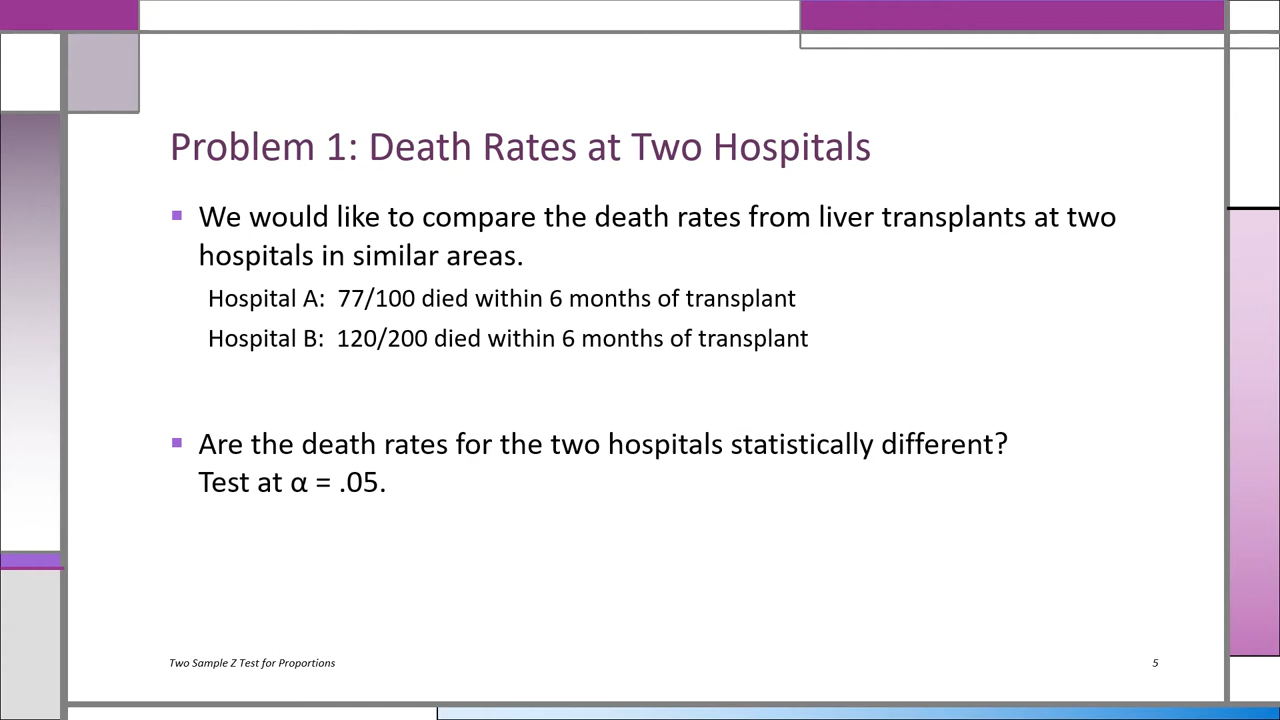 Problem 1: Death Rates at Two Hospitals
We would like to compare the death rates from liver transplants at two
hospitals in similar areas.
Hospital A:  77/100 died within 6 months of transplant
Hospital B:  120/200 died within 6 months of transplant
Are the death rates for the two hospitals statistically different?
Test at α = .05.
Two Sample Z Test for Proportions
5